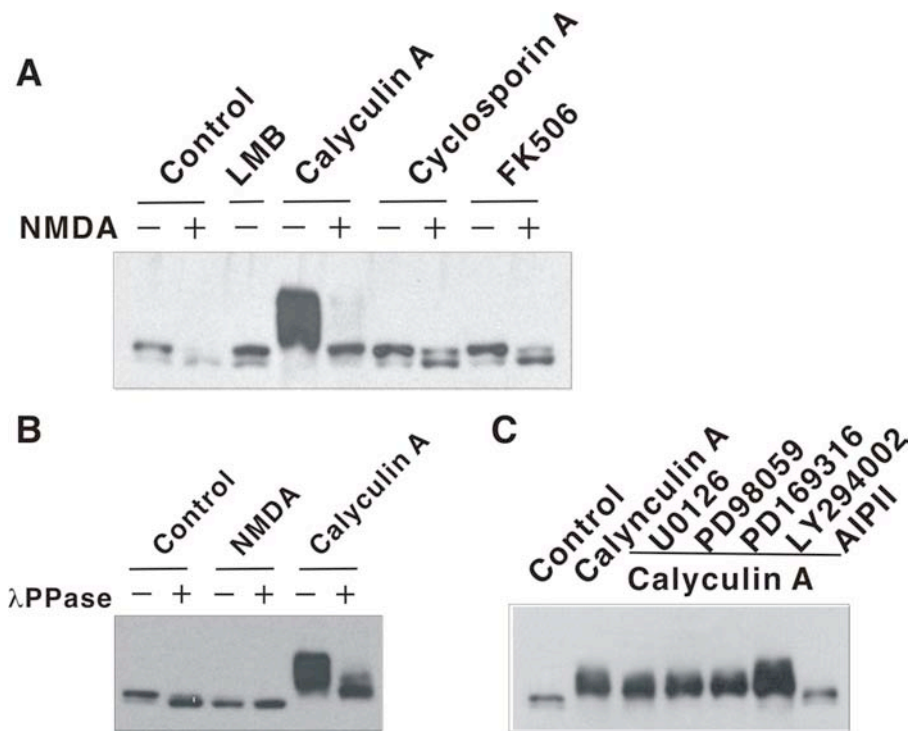 A
Control
LMB
Calyculin A
Cyclosporin A
FK506
NMDA − + − − + − + − +
B
Control
NMDA
Calyculin A
λPPase − + − + − +
C
Control
Calynculin A
U0126
PD98059
PD169316
LY294002
AIPII
Calyculin A